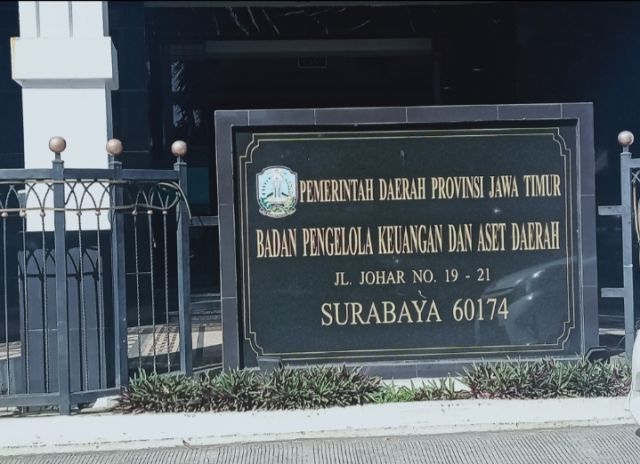 PEMERINTAH DAERAH PROVINSI JAWA TIMUR
BADAN PENGELOLA KEUANGAN DAN ASET DAERAH
JL. JOHAR NO. 19 - 21
SURABAYA 60174